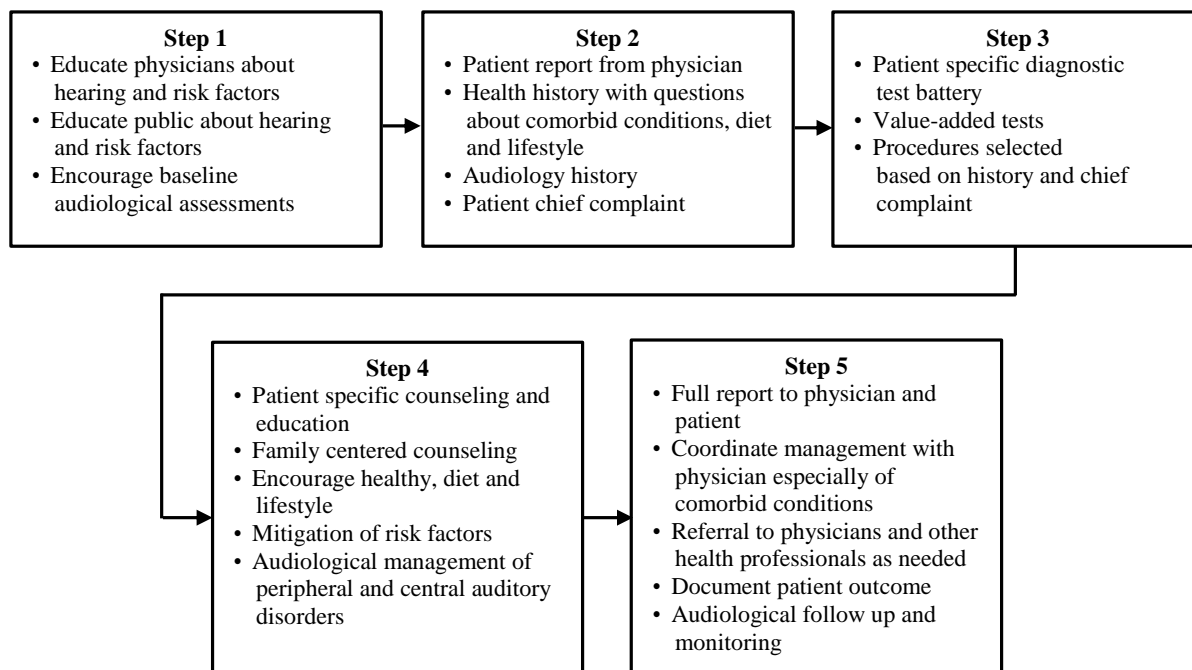 Step 1
• Educate physicians about
hearing and risk factors
• Educate public about hearing
and risk factors
• Encourage baseline
audiological assessments
Step 2
• Patient report from physician
• Health history with questions
about comorbid conditions, diet
and lifestyle
• Audiology history
• Patient chief complaint
Step 3
• Patient specific diagnostic
test battery
• Value-added tests
• Procedures selected
based on history and chief
complaint
Step 4
• Patient specific counseling and
education
• Family centered counseling
• Encourage healthy, diet and
lifestyle
• Mitigation of risk factors
• Audiological management of
peripheral and central auditory
disorders
Step 5
• Full report to physician and
patient
• Coordinate management with
physician especially of
comorbid conditions
• Referral to physicians and other
health professionals as needed
• Document patient outcome
• Audiological follow up and
monitoring